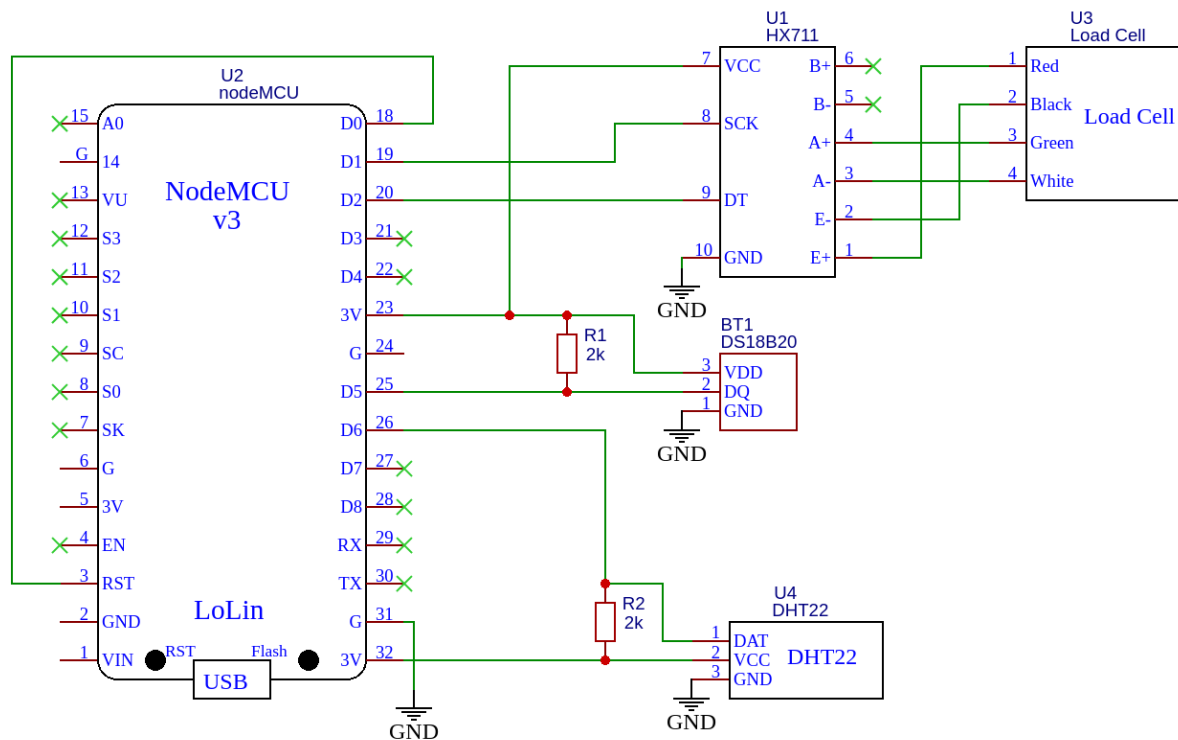 U2
nodeMCU
15 A0
G 14
13 VU
12 S3
11 S2
10 S1
9 SC
8 S0
7 SK
6 G
5 3V
4 EN
3 RST
2 GND
1 VIN
NodeMCU
v3
LoLin
RST
Flash
USB
D0 18
D1 19
D2 20
D3 21
D4 22
3V 23
G 24
D5 25
D6 26
D7 27
D8 28
RX 29
TX 30
G 31
3V 32
GND
U1
HX711
7 VCC
8 SCK
9 DT
10 GND
B+ 6
B- 5
A+ 4
A- 3
E- 2
E+ 1
GND
U3
Load Cell
1 Red
2 Black
3 Green
4 White
Load Cell
R1
2k
BT1
DS18B20
3 VDD
2 DQ
1 GND
GND
R2
2k
U4
DHT22
1 DAT
2 VCC
3 GND
DHT22
GND